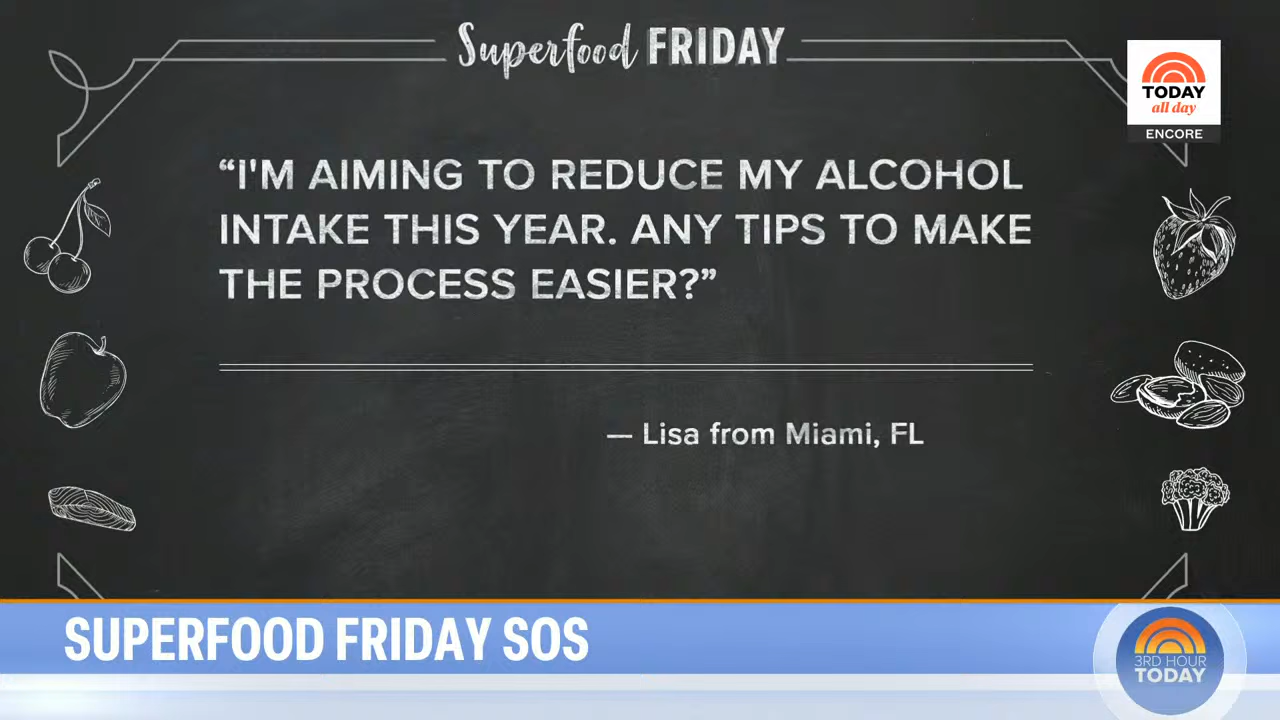 Superfood FRIDAY
TODAY
all day
ENCORE
“I'M AIMING TO REDUCE MY ALCOHOL
INTAKE THIS YEAR. ANY TIPS TO MAKE
THE PROCESS EASIER?”
— Lisa from Miami, FL
SUPERFOOD FRIDAY SOS
3RD HOUR
TODAY